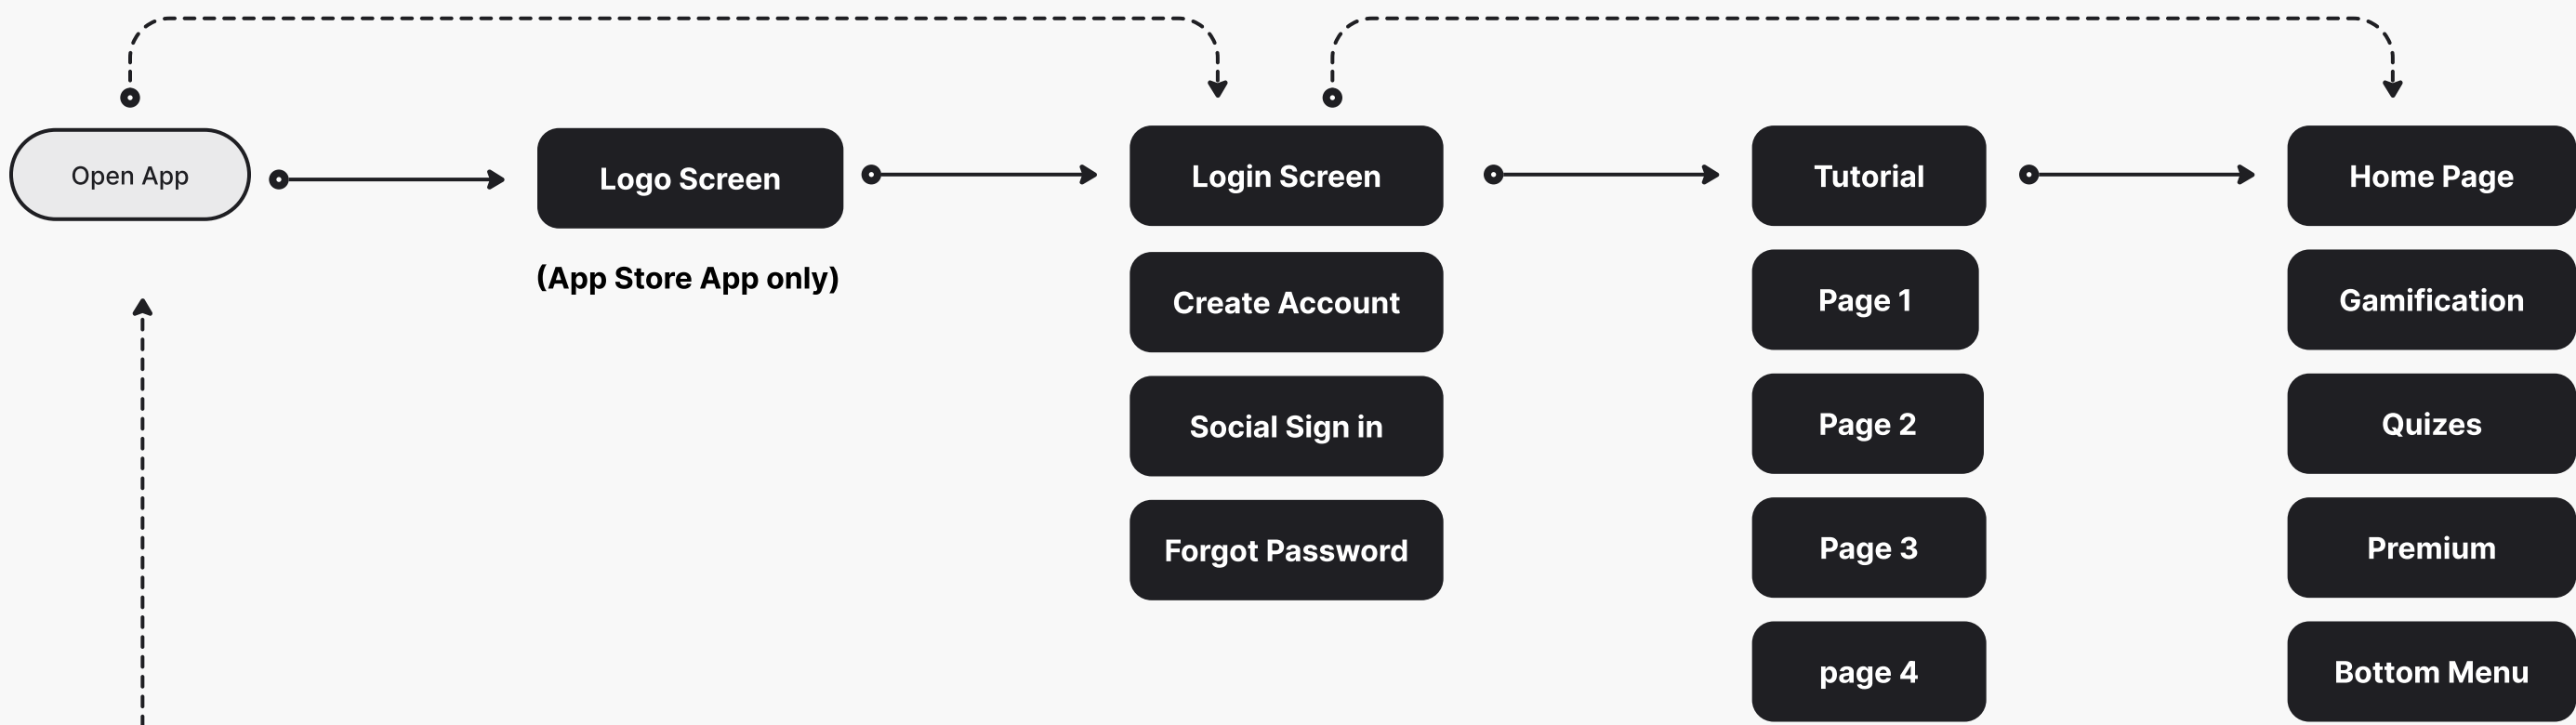 Open App
Logo Screen
(App Store App only)
Login Screen
Create Account
Social Sign in
Forgot Password
Tutorial
Page 1
Page 2
Page 3
page 4
Home Page
Gamification
Quizes
Premium
Bottom Menu